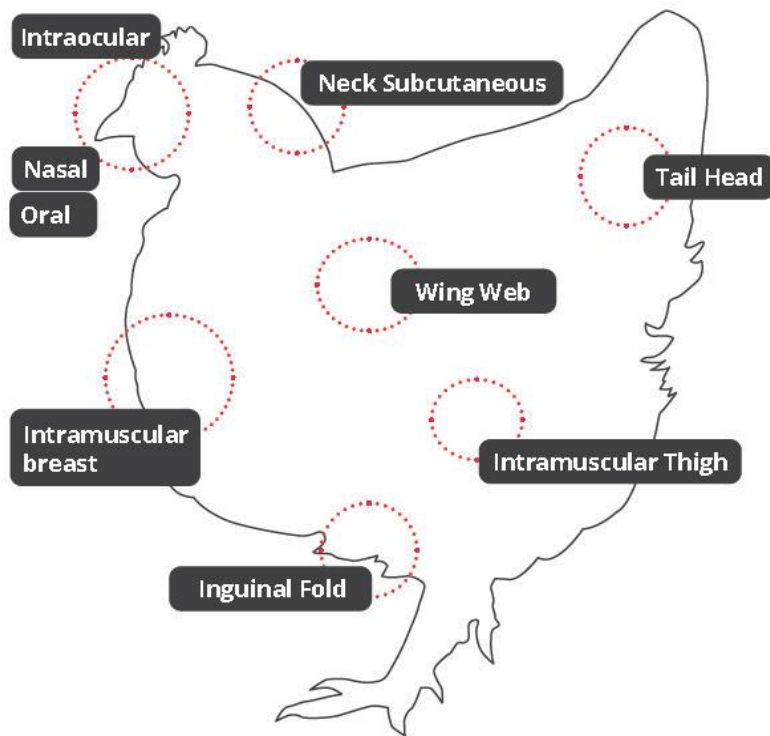 Intraocular
Neck Subcutaneous
Nasal
Tail Head
Oral
Wing Web
Intramuscular
breast
Intramuscular Thigh
Inguinal Fold